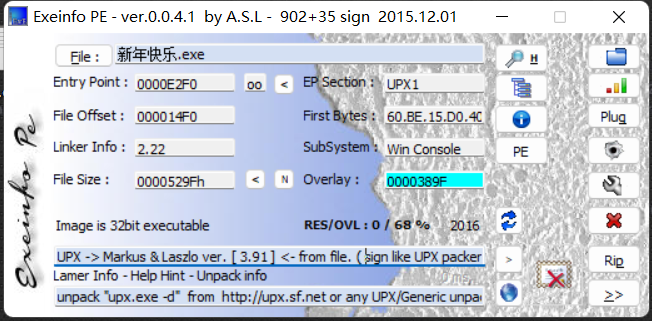 Exeinfo PE - ver.0.0.4.1 by A.S.L - 902+35 sign 2015.12.01
File : 新年快乐.exe H
Entry Point : 0000E2F0 oo < EP Section : UPX1
File Offset : 000014F0 First Bytes : 60.BE.15.D0.40 Plug
Linker Info : 2.22 SubSystem : Win Console PE
File Size : 0000529Fh < N Overlay : 0000389F
Image is 32bit executable RES/OVL : 0 / 68 % 2016
UPX -> Markus & Laszlo ver. [ 3.91 ] <- from file. ( sign like UPX packer > Rip
Lamer Info - Help Hint - Unpack info
unpack "upx.exe -d" from http://upx.sf.net or any UPX/Generic unpa >>
Exeinfo Pe